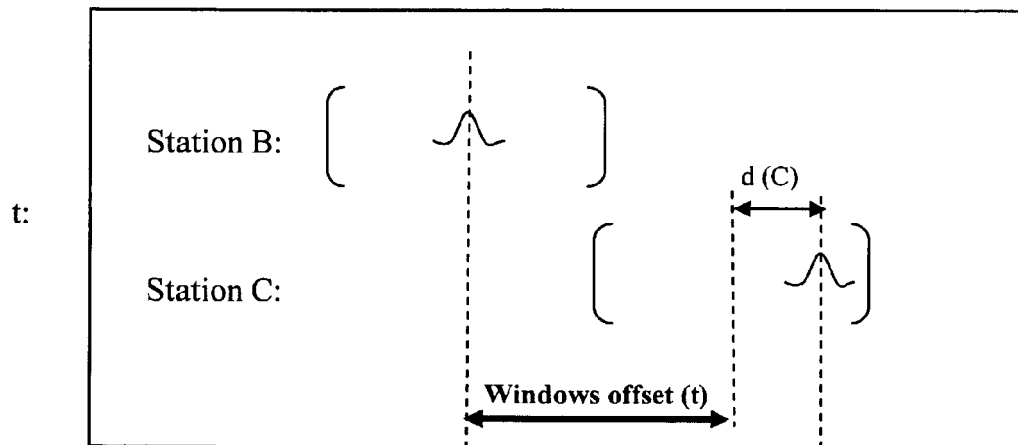 Station B:
d (C)
t:
Station C:
Windows offset (t)